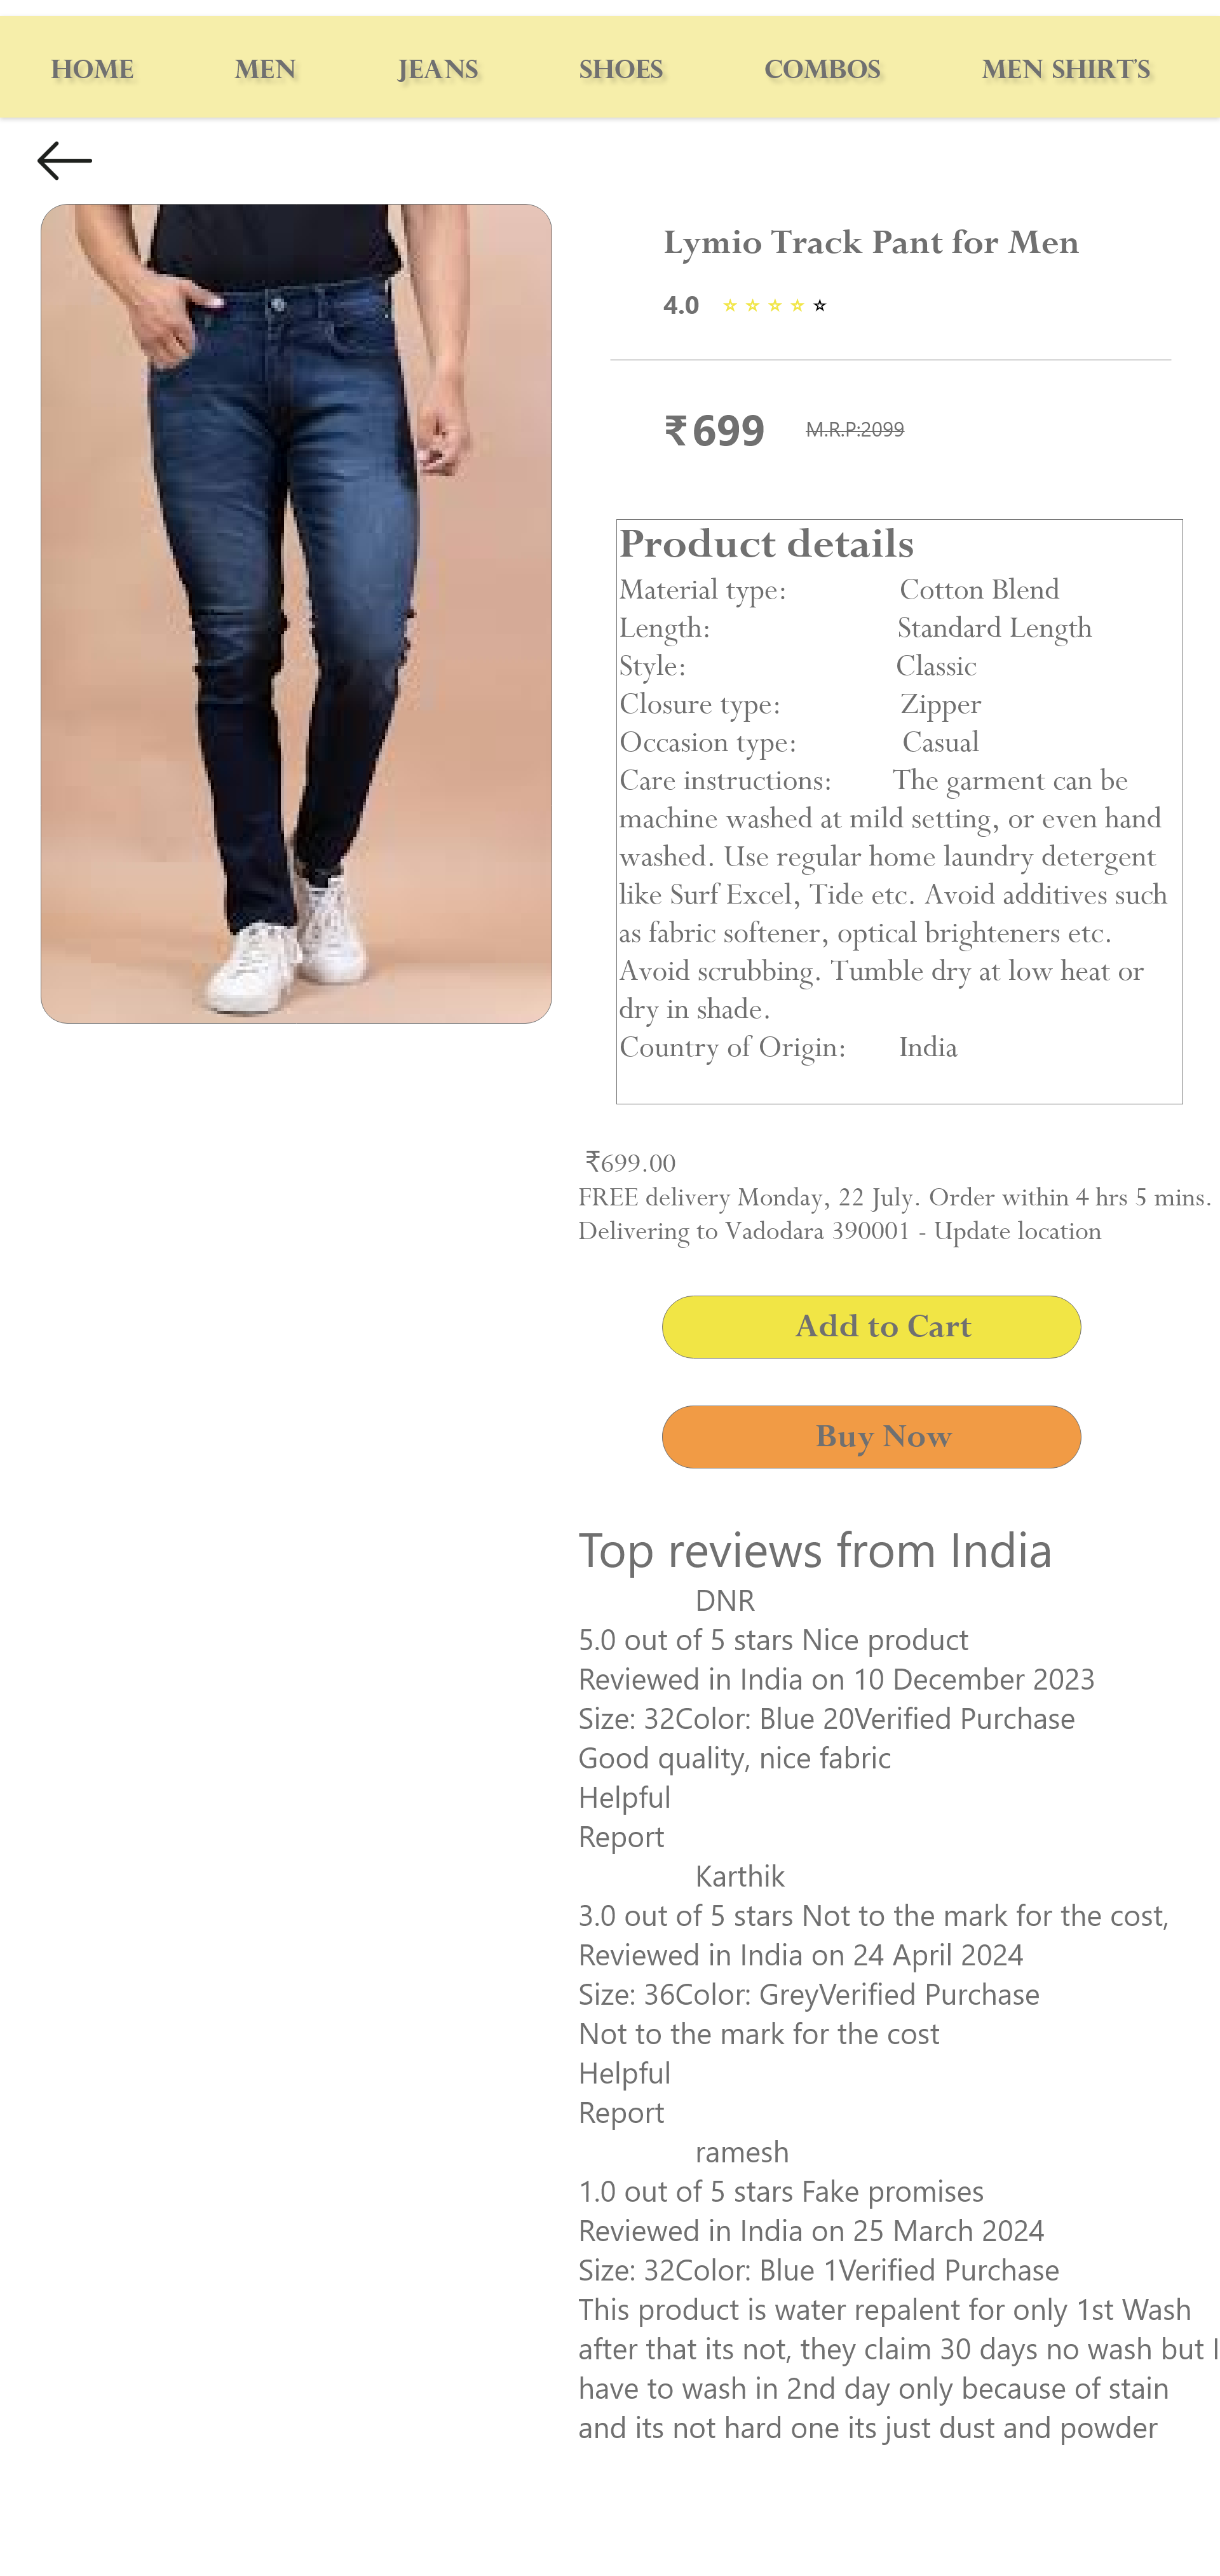 HOME MEN JEANS SHOES COMBOS MEN SHIRT'S
Lymio Track Pant for Men
4.0
₹699 M.R.P:2099
Product details
Material type: Cotton Blend
Length: Standard Length
Style: Classic
Closure type: Zipper
Occasion type: Casual
Care instructions: The garment can be
machine washed at mild setting, or even hand
washed. Use regular home laundry detergent
like Surf Excel, Tide etc. Avoid additives such
as fabric softener, optical brighteners etc.
Avoid scrubbing. Tumble dry at low heat or
dry in shade.
Country of Origin: India
₹699.00
FREE delivery Monday, 22 July. Order within 4 hrs 5 mins.
Delivering to Vadodara 390001 - Update location
Add to Cart
Buy Now
Top reviews from India
DNR
5.0 out of 5 stars Nice product
Reviewed in India on 10 December 2023
Size: 32Color: Blue 20Verified Purchase
Good quality, nice fabric
Helpful
Report
Karthik
3.0 out of 5 stars Not to the mark for the cost,
Reviewed in India on 24 April 2024
Size: 36Color: GreyVerified Purchase
Not to the mark for the cost
Helpful
Report
ramesh
1.0 out of 5 stars Fake promises
Reviewed in India on 25 March 2024
Size: 32Color: Blue 1Verified Purchase
This product is water repalent for only 1st Wash
after that its not, they claim 30 days no wash but I
have to wash in 2nd day only because of stain
and its not hard one its just dust and powder